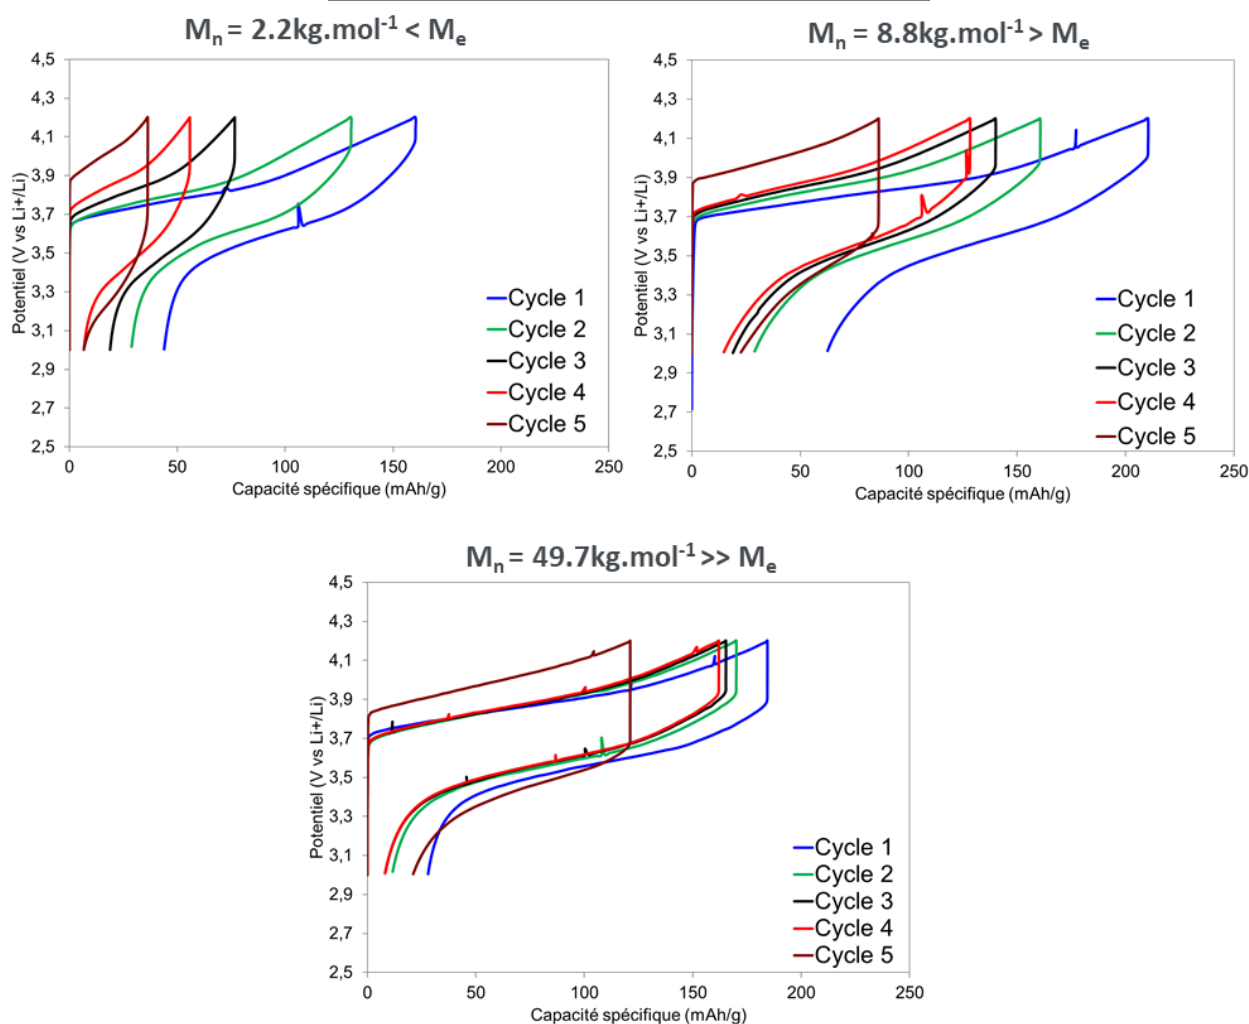 Mn = 2.2kg.mol-1 < Me
4,5
4,3
4,1
3,9
3,7
3,5
3,3
3,1
2,9
2,7
2,5
Potentiel (V vs Li+/Li)
0 50 100 150 200 250
Capacité spécifique (mAh/g)
Cycle 1
Cycle 2
Cycle 3
Cycle 4
Cycle 5
Mn = 8.8kg.mol-1 > Me
4,5
4,3
4,1
3,9
3,7
3,5
3,3
3,1
2,9
2,7
2,5
Potentiel (V vs Li+/Li)
0 50 100 150 200 250
Capacité spécifique (mAh/g)
Cycle 1
Cycle 2
Cycle 3
Cycle 4
Cycle 5
Mn = 49.7kg.mol-1 >> Me
4,5
4,3
4,1
3,9
3,7
3,5
3,3
3,1
2,9
2,7
2,5
Potentiel (V vs Li+/Li)
0 50 100 150 200 250
Capacité spécifique (mAh/g)
Cycle 1
Cycle 2
Cycle 3
Cycle 4
Cycle 5